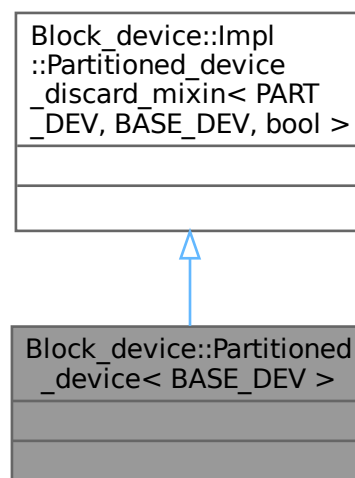 Block_device::Impl
::Partitioned_device
_discard_mixin< PART
_DEV, BASE_DEV, bool >
Block_device::Partitioned
_device< BASE_DEV >